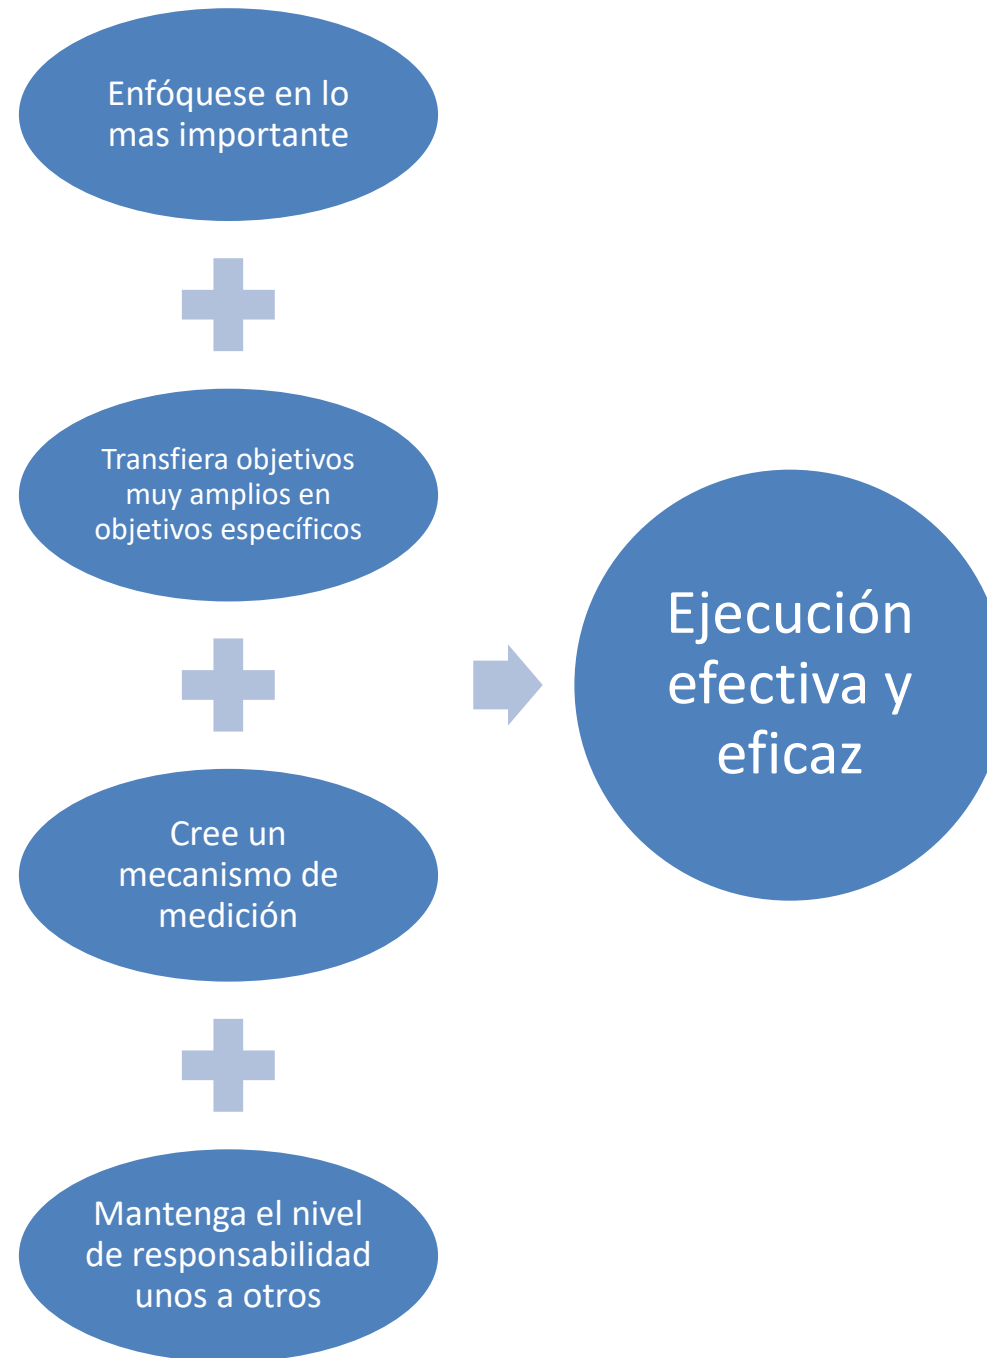 Enfóquese en lo
mas importante
Transfiera objetivos
muy amplios en
objetivos específicos
Cree un
mecanismo de
medición
Mantenga el nivel
de responsabilidad
unos a otros
Ejecución
efectiva y
eficaz